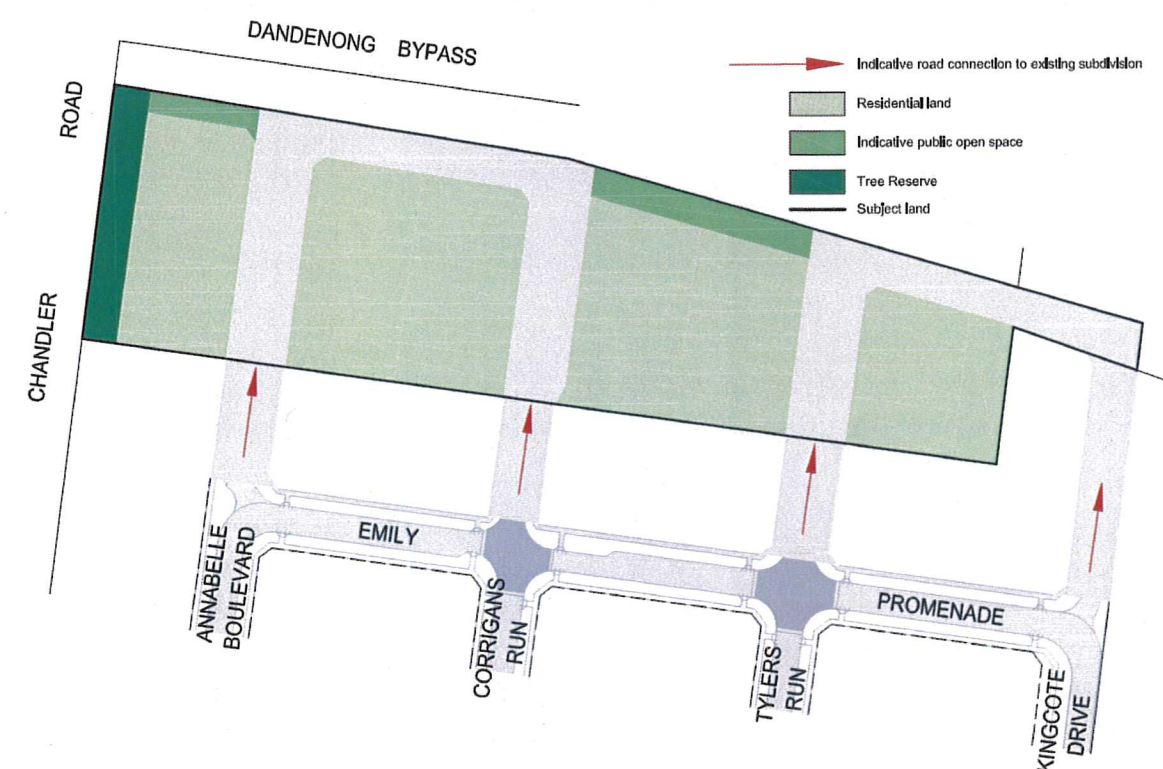 DANDENONG BYPASS
ROAD
CHANDLER
Indicative road connection to existing subdivision
Residential land
Indicative public open space
Tree Reserve
Subject land
EMILY
PROMENADE
ANNABELLE
BOULEVARD
CORRIGANS
RUN
TYLERS
RUN
KINGCOTE
DRIVE